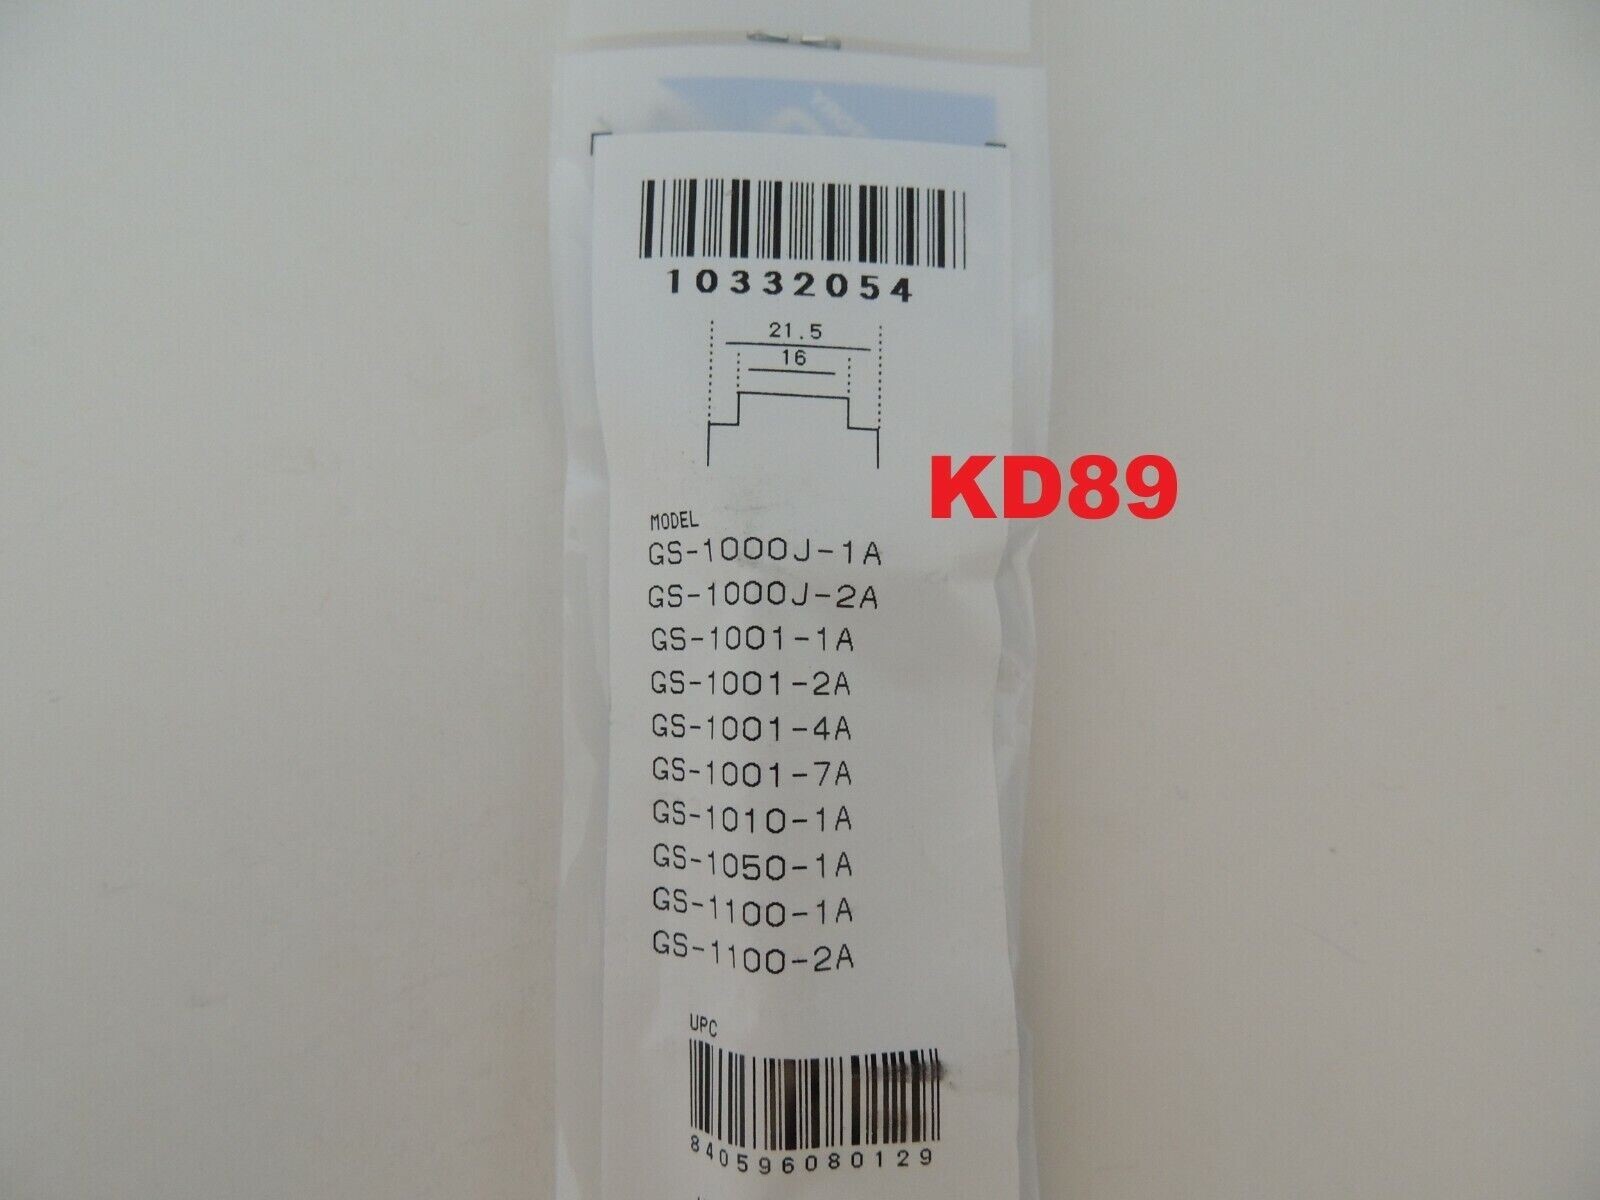 10332054
21.5
16
KD89
MODEL
GS-1000J-1A
GS-1000J-2A
GS-1001-1A
GS-1001-2A
GS-1001-4A
GS-1001-7A
GS-1010-1A
GS-1050-1A
GS-1100-1A
GS-1100-2A
UPC
840596080129